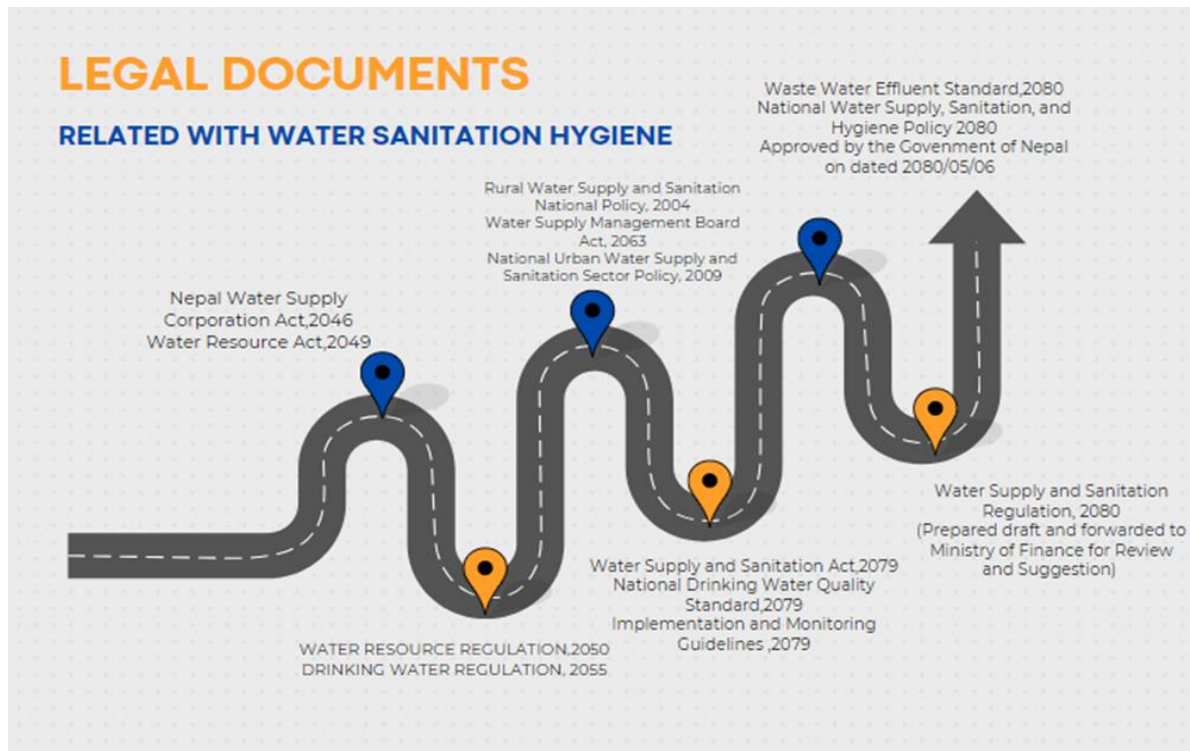 LEGAL DOCUMENTS
RELATED WITH WATER SANITATION HYGIENE
Nepal Water Supply
Corporation Act,2046
Water Resource Act,2049
WATER RESOURCE REGULATION,2050
DRINKING WATER REGULATION, 2055
Rural Water Supply and Sanitation
National Policy, 2004
Water Supply Management Board
Act, 2063
National Urban Water Supply and
Sanitation Sector Policy, 2009
Water Supply and Sanitation Act,2079
National Drinking Water Quality
Standard,2079
Implementation and Monitoring
Guidelines ,2079
Waste Water Effluent Standard,2080
National Water Supply, Sanitation, and
Hygiene Policy 2080
Approved by the Govenment of Nepal
on dated 2080/05/06
Water Supply and Sanitation
Regulation, 2080
(Prepared draft and forwarded to
Ministry of Finance for Review
and Suggestion)